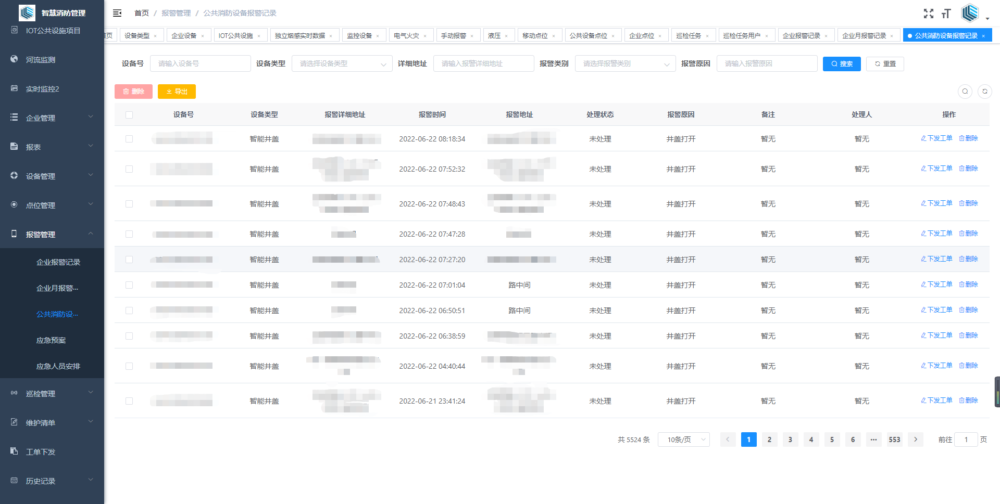 智慧消防管理
IOT公共设施项目
河流监测
实时监控2
企业管理
报表
设备管理
点位管理
报警管理
企业报警记录
企业月报警...
公共消防设...
应急预案
应急人员安排
巡检管理
维护清单
工单下发
历史记录
首页 / 报警管理 / 公共消防设备报警记录
首页 设备类型 × 企业设备 × IOT公共设施 × 独立烟感实时数据 × 监控设备 × 电气火灾 × 手动报警 × 液压 × 移动点位 × 公共设备点位 × 企业点位 × 巡检任务 × 巡检任务用户 × 企业报警记录 × 企业月报警记录 × 公共消防设备报警记录 ×
设备号 请输入设备号 设备类型 请选择设备类型 详细地址 请输入报警详细地址 报警类别 请选择报警类别 报警原因 请输入报警原因 搜索 重置
删除 导出
设备号 设备类型 报警详细地址 报警时间 报警地址 处理状态 报警原因 备注 处理人 操作
智能井盖 2022-06-22 08:18:34 未处理 井盖打开 暂无 暂无 下发工单 删除
智能井盖 2022-06-22 07:52:32 未处理 井盖打开 暂无 暂无 下发工单 删除
智能井盖 2022-06-22 07:48:43 未处理 井盖打开 暂无 暂无 下发工单 删除
智能井盖 2022-06-22 07:47:28 未处理 井盖打开 暂无 暂无 下发工单 删除
智能井盖 2022-06-22 07:27:20 未处理 井盖打开 暂无 暂无 下发工单 删除
智能井盖 2022-06-22 07:01:04 路中间 未处理 井盖打开 暂无 暂无 下发工单 删除
智能井盖 2022-06-22 06:50:51 路中间 未处理 井盖打开 暂无 暂无 下发工单 删除
智能井盖 2022-06-22 06:38:59 未处理 井盖打开 暂无 暂无 下发工单 删除
智能井盖 2022-06-22 04:40:44 未处理 井盖打开 暂无 暂无 下发工单 删除
智能井盖 2022-06-21 23:41:24 未处理 井盖打开 暂无 暂无 下发工单 删除
共 5524 条 10条/页 1 2 3 4 5 6 ... 553 前往 1 页